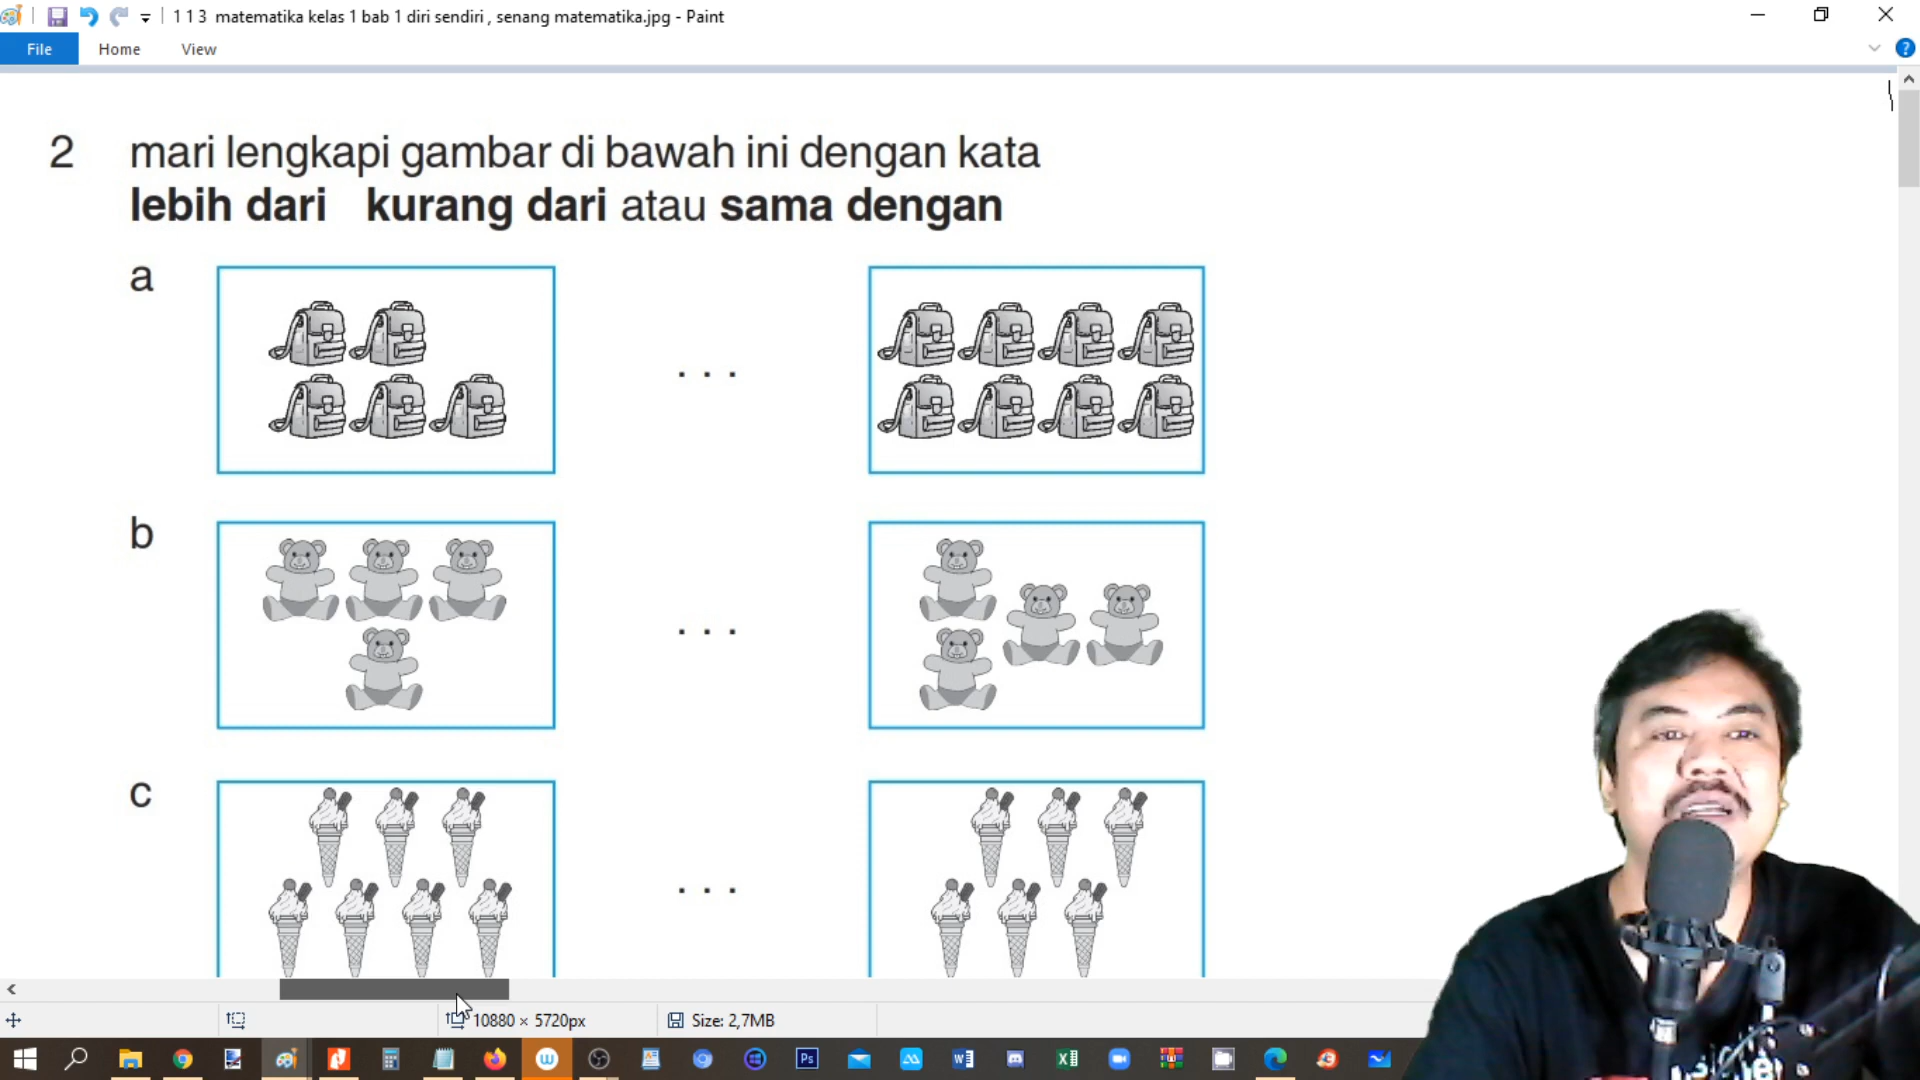 1 1 3 matematika kelas 1 bab 1 diri sendiri , senang matematika.jpg - Paint
File Home View
2 mari lengkapi gambar di bawah ini dengan kata
lebih dari kurang dari atau sama dengan
a
. . .
b
. . .
c
. . .
10880 × 5720px
Size: 2,7MB